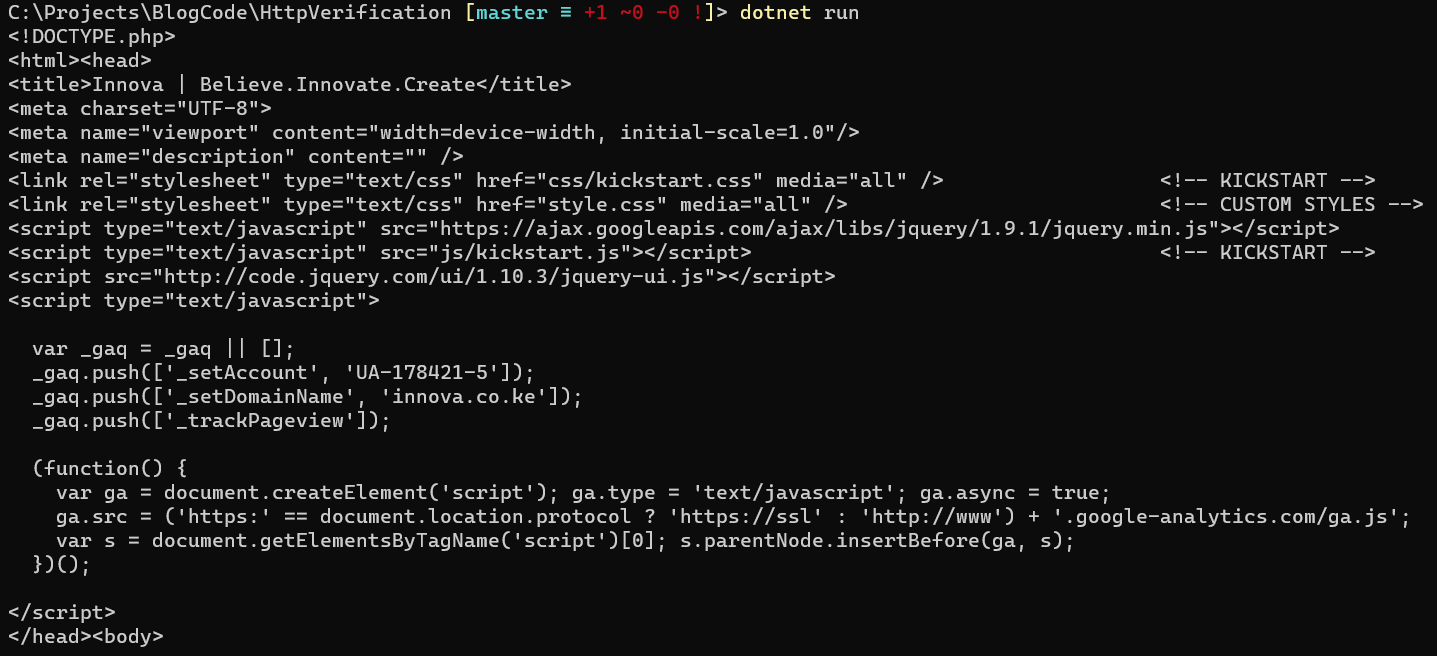 C:\Projects\BlogCode\HttpVerification [master ≡ +1 ~0 -0 !]> dotnet run
<!DOCTYPE.php>
<html><head>
<title>Innova | Believe.Innovate.Create</title>
<meta charset="UTF-8">
<meta name="viewport" content="width=device-width, initial-scale=1.0"/>
<meta name="description" content="" />
<link rel="stylesheet" type="text/css" href="css/kickstart.css" media="all" />                  <!-- KICKSTART -->
<link rel="stylesheet" type="text/css" href="style.css" media="all" />                          <!-- CUSTOM STYLES -->
<script type="text/javascript" src="https://ajax.googleapis.com/ajax/libs/jquery/1.9.1/jquery.min.js"></script>
<script type="text/javascript" src="js/kickstart.js"></script>                                  <!-- KICKSTART -->
<script src="http://code.jquery.com/ui/1.10.3/jquery-ui.js"></script>
<script type="text/javascript">

  var _gaq = _gaq || [];
  _gaq.push(['_setAccount', 'UA-178421-5']);
  _gaq.push(['_setDomainName', 'innova.co.ke']);
  _gaq.push(['_trackPageview']);

  (function() {
    var ga = document.createElement('script'); ga.type = 'text/javascript'; ga.async = true;
    ga.src = ('https:' == document.location.protocol ? 'https://ssl' : 'http://www') + '.google-analytics.com/ga.js';
    var s = document.getElementsByTagName('script')[0]; s.parentNode.insertBefore(ga, s);
  })();

</script>
</head><body>